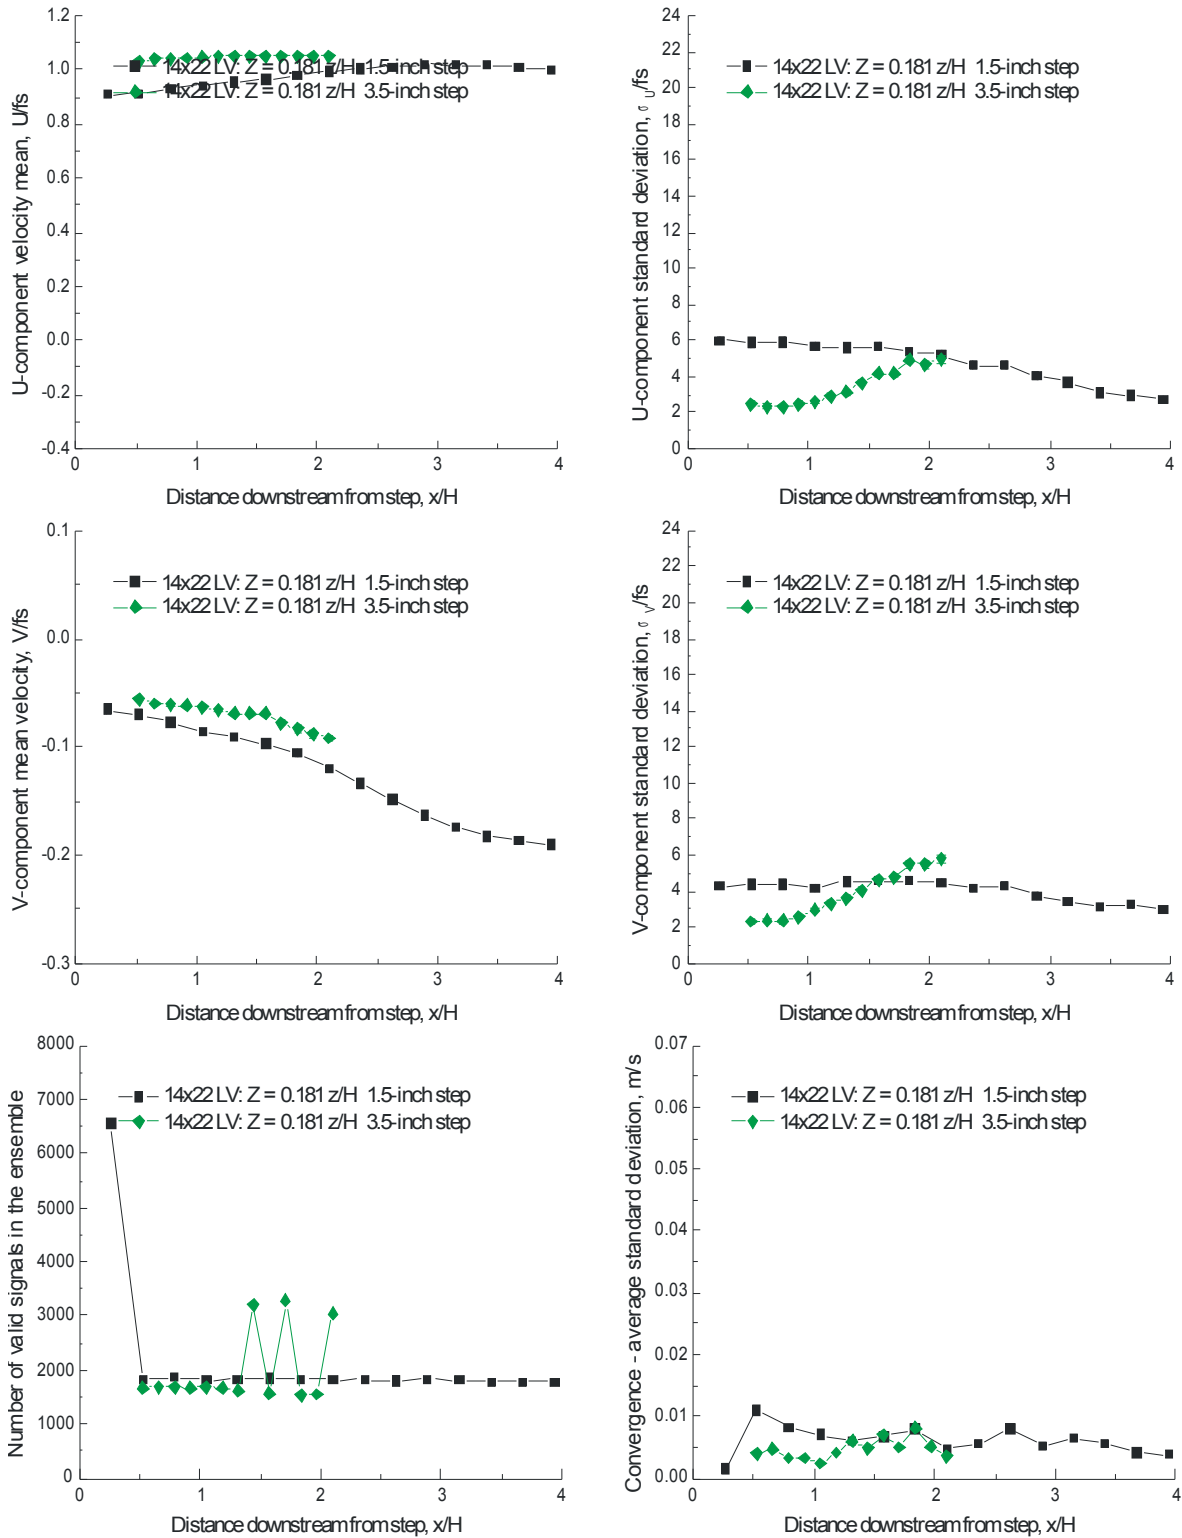 U-component velocity mean, U/fs
1.2
1.0
0.8
0.6
0.4
0.2
0.0
-0.2
-0.4
14x22 LV: Z = 0.181 z/H 1.5-inch step
14x22 LV: Z = 0.181 z/H 3.5-inch step
0 1 2 3 4
Distance downstream from step, x/H
U-component standard deviation, σU/fs
24
22
20
18
16
14
12
10
8
6
4
2
0
14x22 LV: Z = 0.181 z/H 1.5-inch step
14x22 LV: Z = 0.181 z/H 3.5-inch step
0 1 2 3 4
Distance downstream from step, x/H
V-component mean velocity, V/fs
0.1
0.0
-0.1
-0.2
-0.3
14x22 LV: Z = 0.181 z/H 1.5-inch step
14x22 LV: Z = 0.181 z/H 3.5-inch step
0 1 2 3 4
Distance downstream from step, x/H
V-component standard deviation, σV/fs
24
22
20
18
16
14
12
10
8
6
4
2
0
14x22 LV: Z = 0.181 z/H 1.5-inch step
14x22 LV: Z = 0.181 z/H 3.5-inch step
0 1 2 3 4
Distance downstream from step, x/H
Number of valid signals in the ensemble
8000
7000
6000
5000
4000
3000
2000
1000
0
14x22 LV: Z = 0.181 z/H 1.5-inch step
14x22 LV: Z = 0.181 z/H 3.5-inch step
0 1 2 3 4
Distance downstream from step, x/H
Convergence - average standard deviation, m/s
0.07
0.06
0.05
0.04
0.03
0.02
0.01
0.00
14x22 LV: Z = 0.181 z/H 1.5-inch step
14x22 LV: Z = 0.181 z/H 3.5-inch step
0 1 2 3 4
Distance downstream from step, x/H